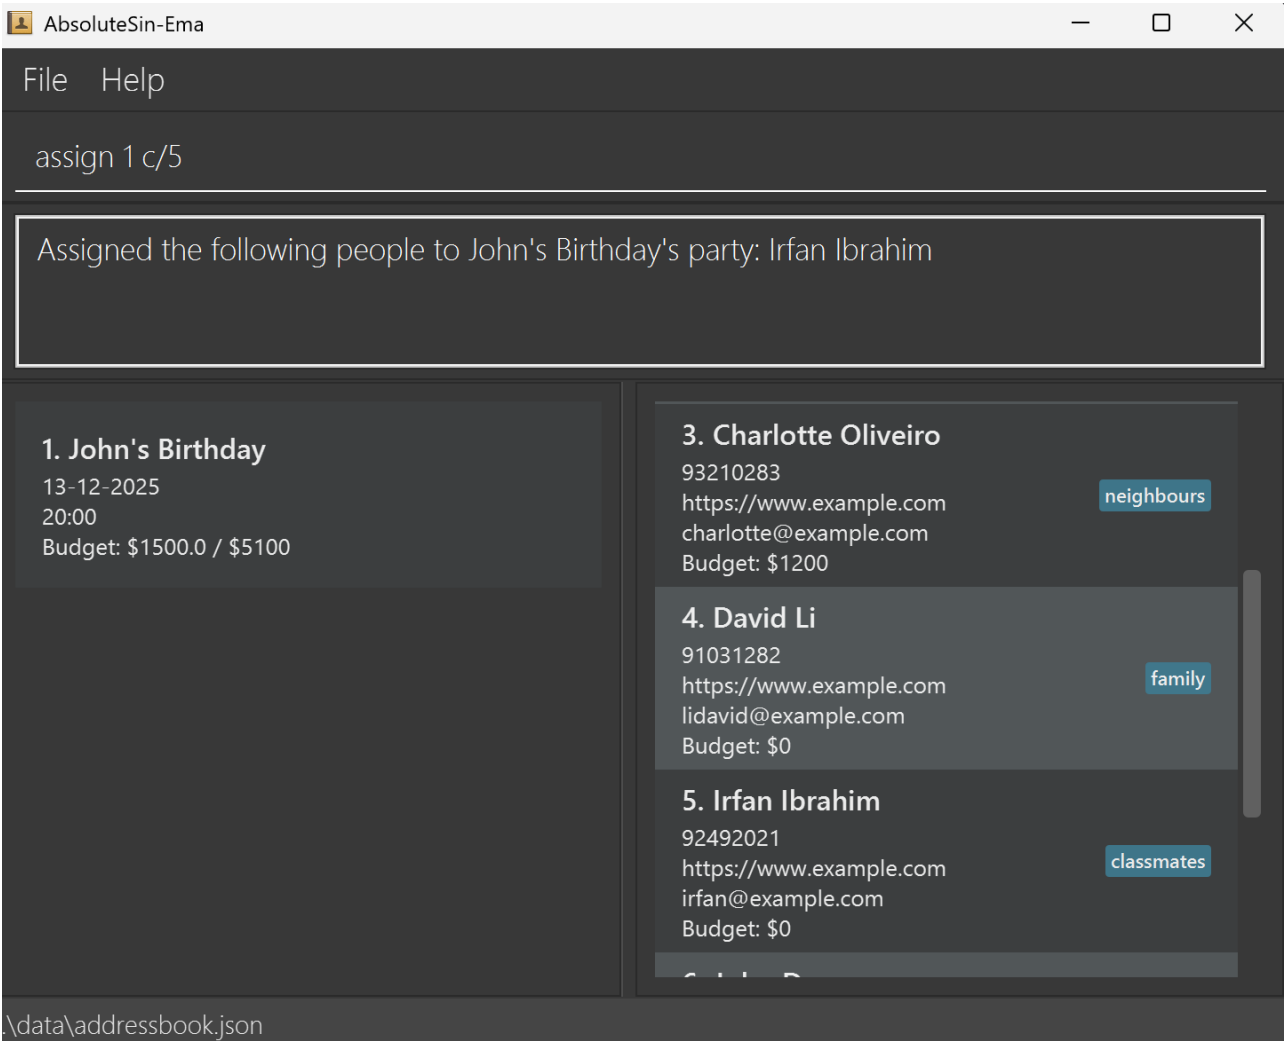 AbsoluteSin-Ema
File Help
assign 1 c/5
Assigned the following people to John's Birthday's party: Irfan Ibrahim
1. John's Birthday
13-12-2025
20:00
Budget: $1500.0 / $5100
3. Charlotte Oliveiro
93210283
https://www.example.com
charlotte@example.com
Budget: $1200
neighbours
4. David Li
91031282
https://www.example.com
lidavid@example.com
Budget: $0
family
5. Irfan Ibrahim
92492021
https://www.example.com
irfan@example.com
Budget: $0
classmates
.\data\addressbook.json